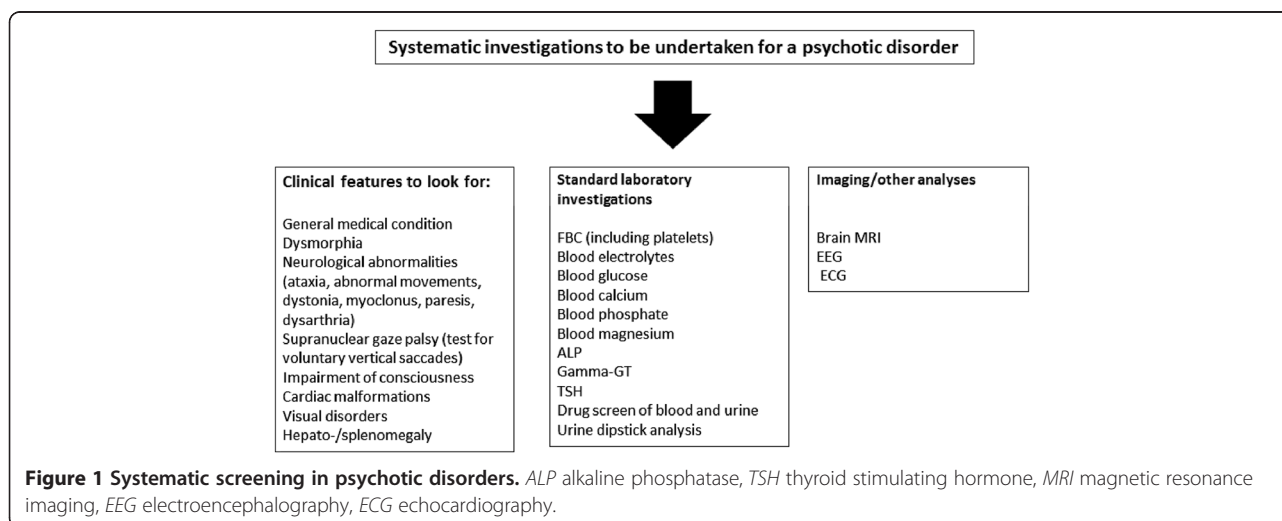 Systematic investigations to be undertaken for a psychotic disorder
Clinical features to look for:
General medical condition
Dysmorphia
Neurological abnormalities
(ataxia, abnormal movements,
dystonia, myoclonus, paresis,
dysarthria)
Supranuclear gaze palsy (test for
voluntary vertical saccades)
Impairment of consciousness
Cardiac malformations
Visual disorders
Hepato-/splenomegaly
Standard laboratory
investigations
FBC (including platelets)
Blood electrolytes
Blood glucose
Blood calcium
Blood phosphate
Blood magnesium
ALP
Gamma-GT
TSH
Drug screen of blood and urine
Urine dipstick analysis
Imaging/other analyses
Brain MRI
EEG
ECG
Figure 1 Systematic screening in psychotic disorders. ALP alkaline phosphatase, TSH thyroid stimulating hormone, MRI magnetic resonance
imaging, EEG electroencephalography, ECG echocardiography.